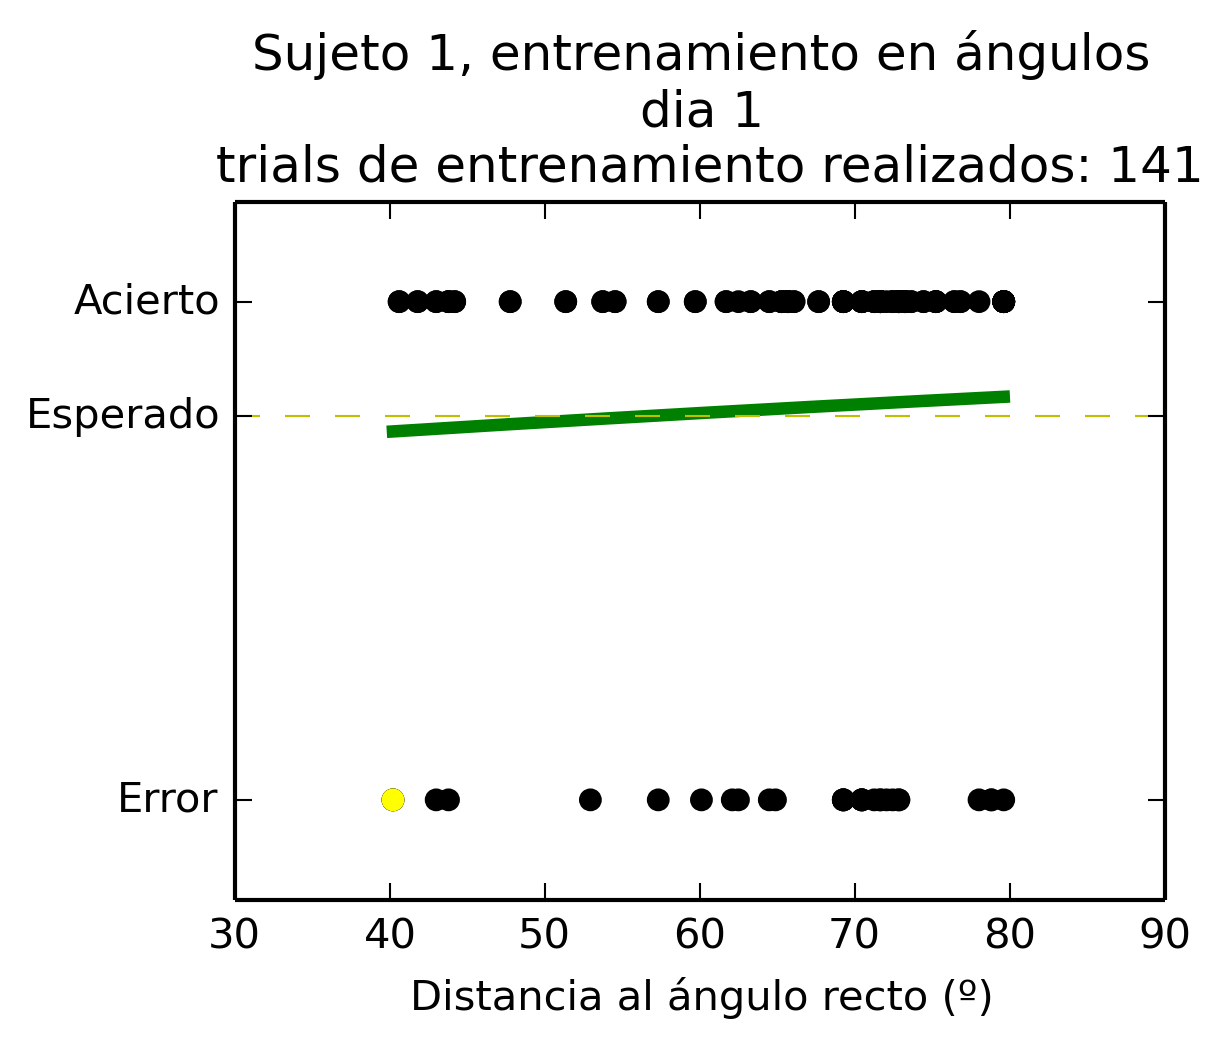 Sujeto 1, entrenamiento en ángulos
dia 1
trials de entrenamiento realizados: 141
Acierto
Esperado
Error
30 40 50 60 70 80 90
Distancia al ángulo recto (º)